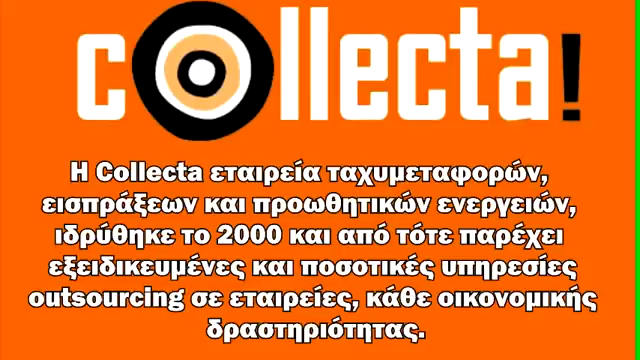 collecta!
Η Collecta εταιρεία ταχυμεταφορών,
εισπράξεων και προωθητικών ενεργειών,
ιδρύθηκε το 2000 και από τότε παρέχει
εξειδικευμένες και ποσοτικές υπηρεσίες
outsourcing σε εταιρείες, κάθε οικονομικής
δραστηριότητας.